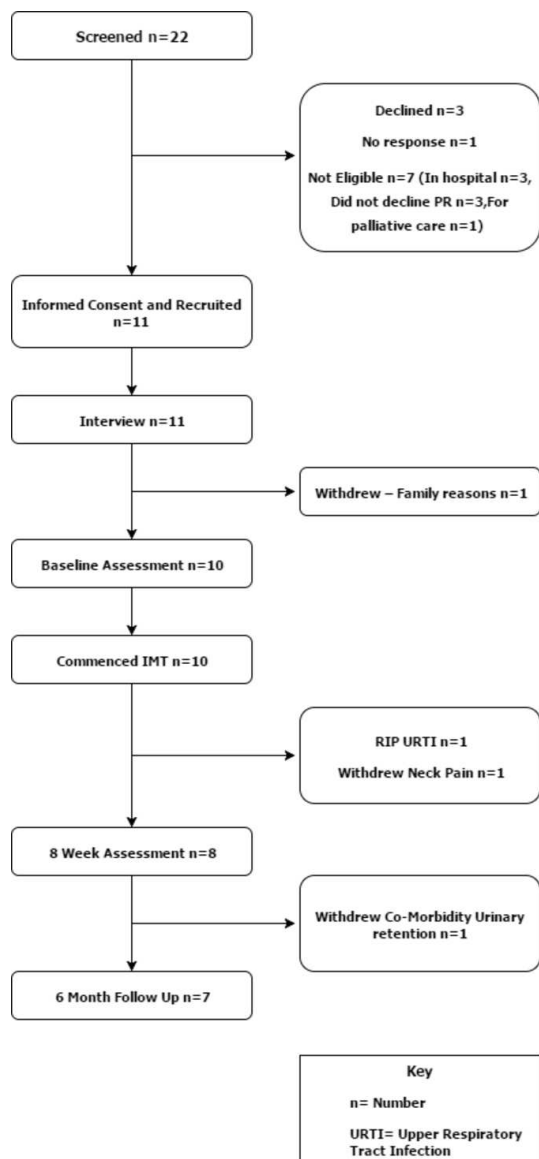 Screened n=22
Declined n=3
No response n=1
Not Eligible n=7 (In hospital n=3,
Did not decline PR n=3,For
palliative care n=1)
Informed Consent and Recruited
n=11
Interview n=11
Withdrew – Family reasons n=1
Baseline Assessment n=10
Commenced IMT n=10
RIP URTI n=1
Withdrew Neck Pain n=1
8 Week Assessment n=8
Withdrew Co-Morbidity Urinary
retention n=1
6 Month Follow Up n=7
Key
n= Number
URTI= Upper Respiratory
Tract Infection